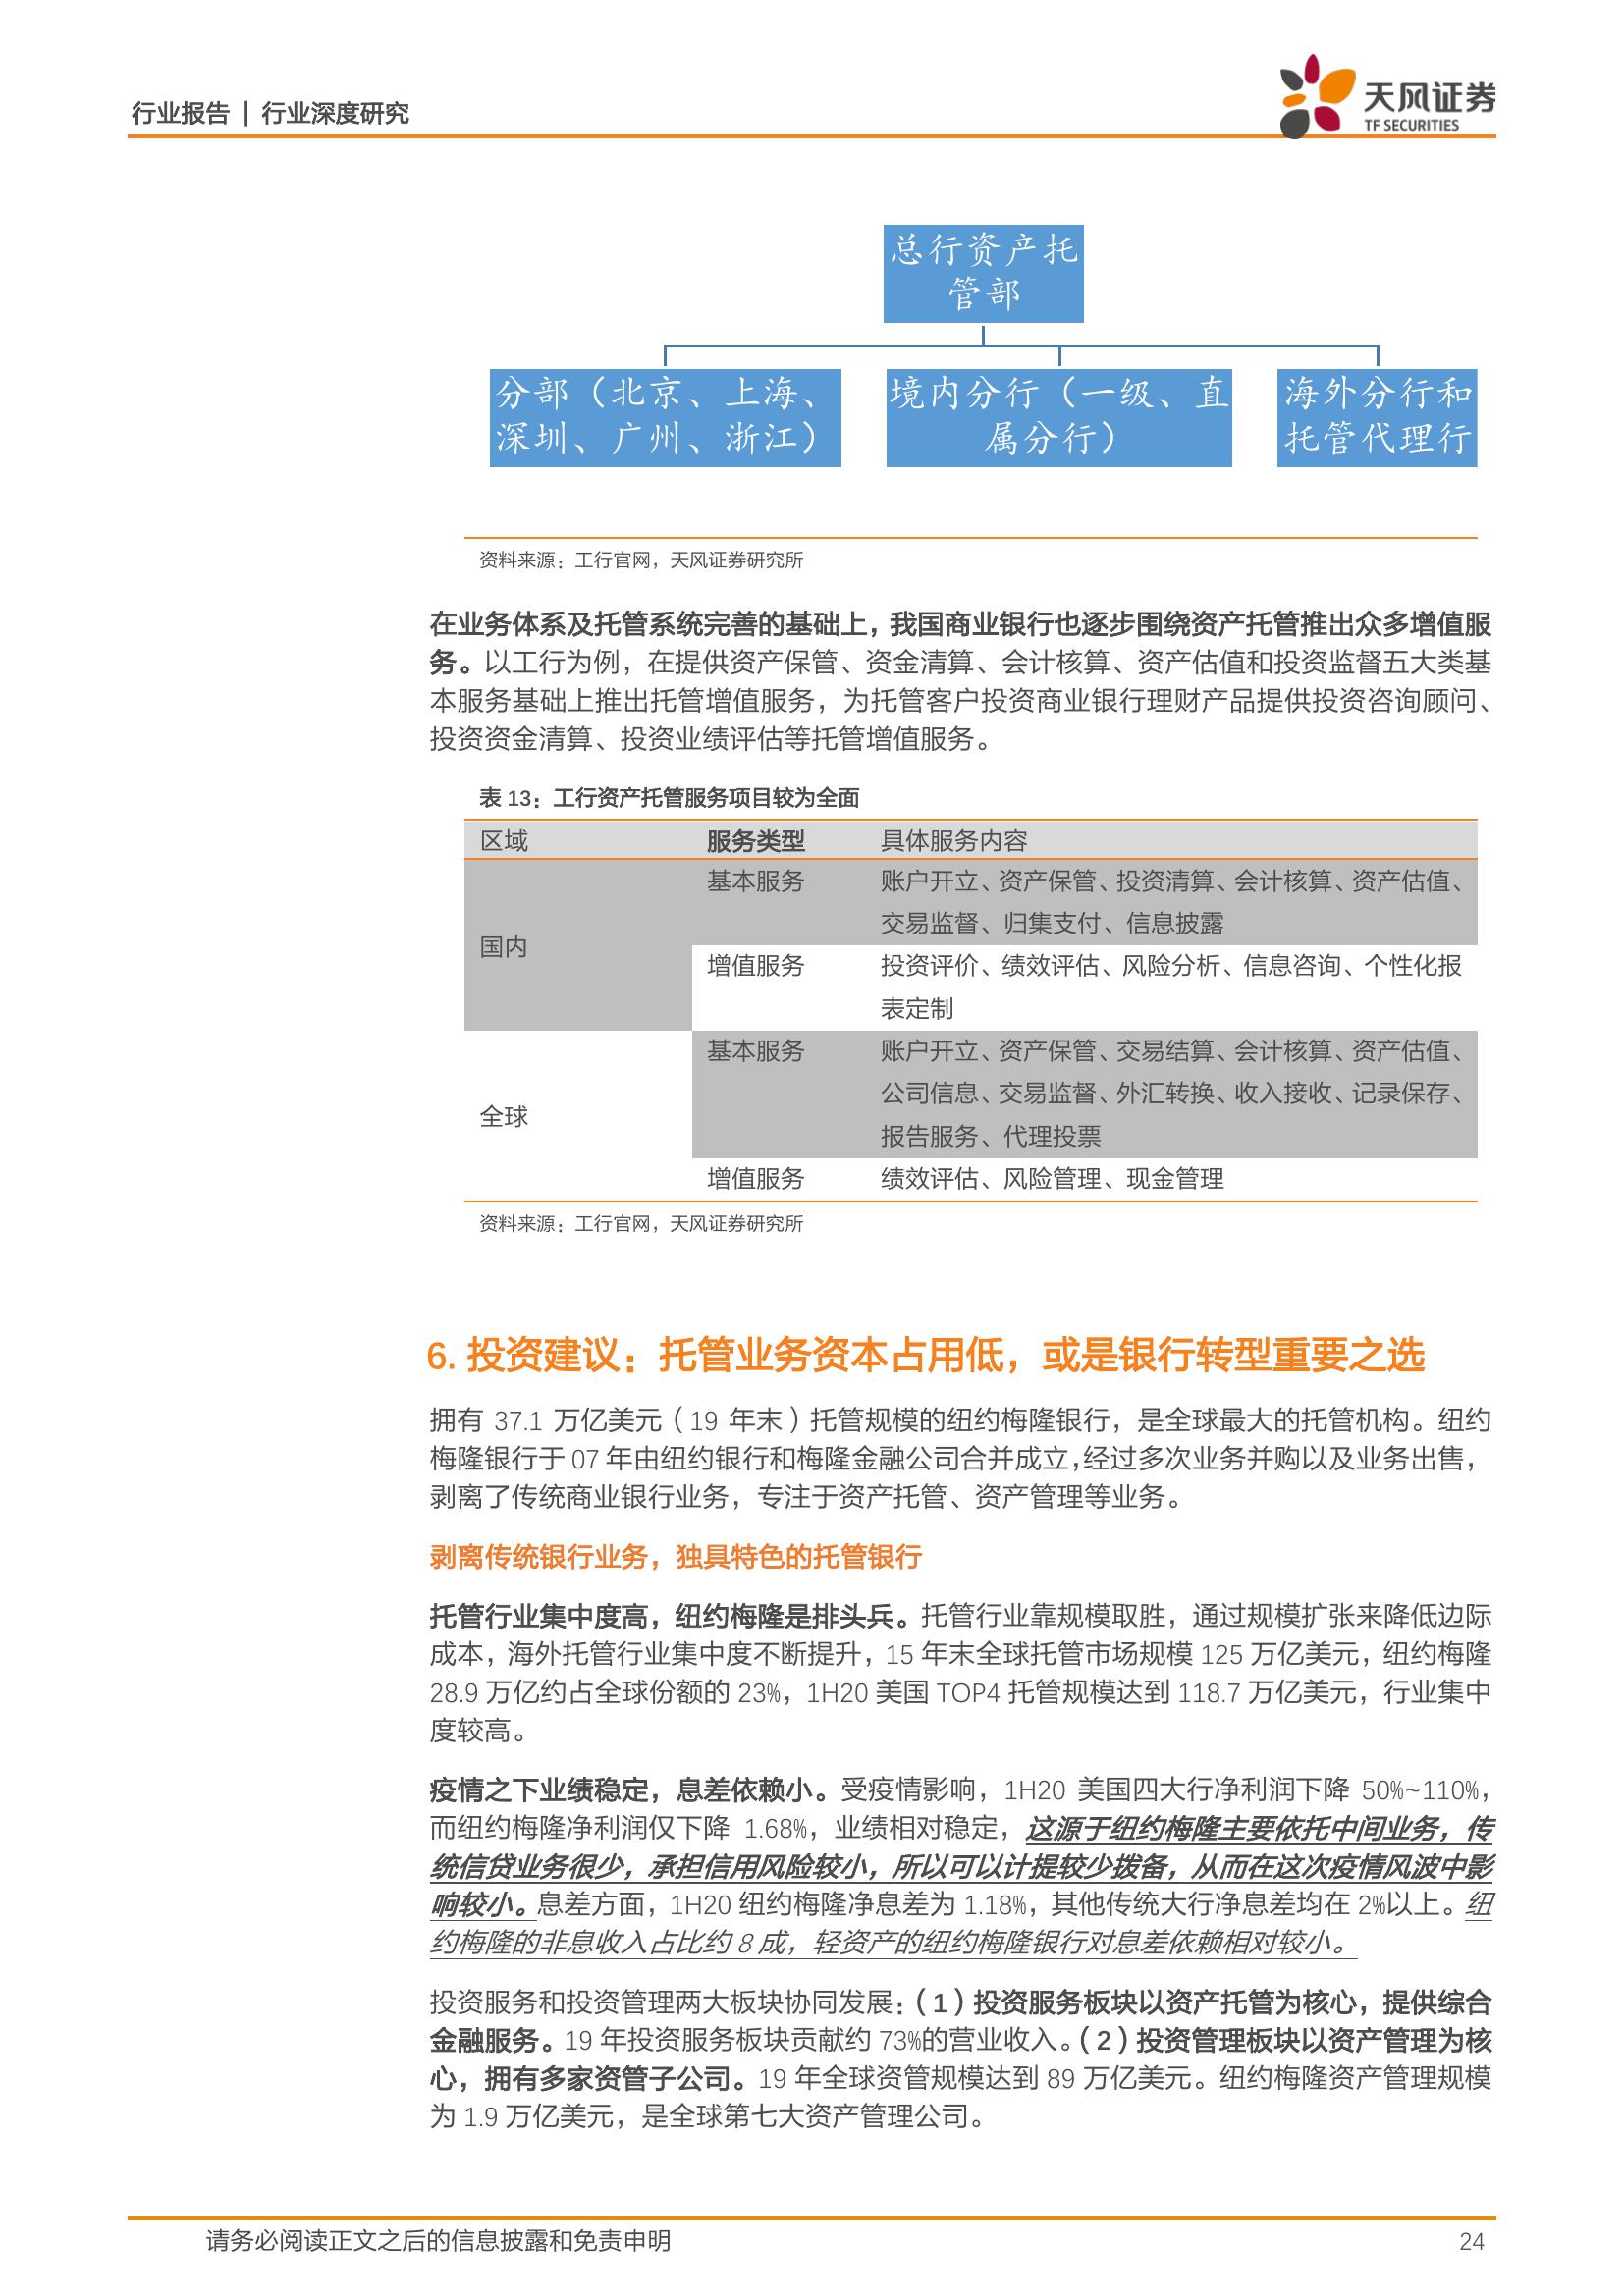 行业报告 | 行业深度研究
天风证券
TF SECURITIES
总行资产托
管部
分部（北京、上海、
深圳、广州、浙江）
境内分行（一级、直
属分行）
海外分行和
托管代理行
资料来源：工行官网，天风证券研究所
在业务体系及托管系统完善的基础上，我国商业银行也逐步围绕资产托管推出众多增值服
务。以工行为例，在提供资产保管、资金清算、会计核算、资产估值和投资监督五大类基
本服务基础上推出托管增值服务，为托管客户投资商业银行理财产品提供投资咨询顾问、
投资资金清算、投资业绩评估等托管增值服务。
表 13：工行资产托管服务项目较为全面
区域 服务类型 具体服务内容
国内
基本服务 账户开立、资产保管、投资清算、会计核算、资产估值、
交易监督、归集支付、信息披露
增值服务 投资评价、绩效评估、风险分析、信息咨询、个性化报
表定制
全球
基本服务 账户开立、资产保管、交易结算、会计核算、资产估值、
公司信息、交易监督、外汇转换、收入接收、记录保存、
报告服务、代理投票
增值服务 绩效评估、风险管理、现金管理
资料来源：工行官网，天风证券研究所
6. 投资建议：托管业务资本占用低，或是银行转型重要之选
拥有 37.1 万亿美元（19 年末）托管规模的纽约梅隆银行，是全球最大的托管机构。纽约
梅隆银行于 07 年由纽约银行和梅隆金融公司合并成立，经过多次业务并购以及业务出售，
剥离了传统商业银行业务，专注于资产托管、资产管理等业务。
剥离传统银行业务，独具特色的托管银行
托管行业集中度高，纽约梅隆是排头兵。托管行业靠规模取胜，通过规模扩张来降低边际
成本，海外托管行业集中度不断提升，15 年末全球托管市场规模 125 万亿美元，纽约梅隆
28.9 万亿约占全球份额的 23%，1H20 美国 TOP4 托管规模达到 118.7 万亿美元，行业集中
度较高。
疫情之下业绩稳定，息差依赖小。受疫情影响，1H20 美国四大行净利润下降 50%~110%，
而纽约梅隆净利润仅下降 1.68%，业绩相对稳定，这源于纽约梅隆主要依托中间业务，传
统信贷业务很少，承担信用风险较小，所以可以计提较少拨备，从而在这次疫情风波中影
响较小。息差方面，1H20 纽约梅隆净息差为 1.18%，其他传统大行净息差均在 2%以上。纽
约梅隆的非息收入占比约 8 成，轻资产的纽约梅隆银行对息差依赖相对较小。
投资服务和投资管理两大板块协同发展：（1）投资服务板块以资产托管为核心，提供综合
金融服务。19 年投资服务板块贡献约 73%的营业收入。（2）投资管理板块以资产管理为核
心，拥有多家资管子公司。19 年全球资管规模达到 89 万亿美元。纽约梅隆资产管理规模
为 1.9 万亿美元，是全球第七大资产管理公司。
请务必阅读正文之后的信息披露和免责申明 24